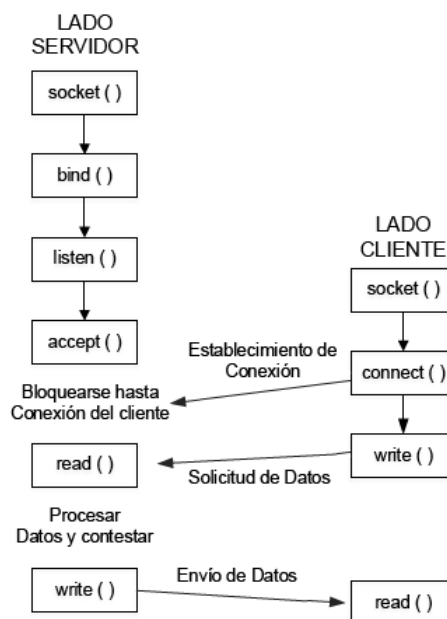 LADO
SERVIDOR
socket ( )
bind ( )
listen ( )
accept ( )
Bloquearse hasta
Conexión del cliente
read ( )
Procesar
Datos y contestar
write ( )
LADO
CLIENTE
socket ( )
Establecimiento de
Conexión
connect ( )
write ( )
Solicitud de Datos
Envío de Datos
read ( )